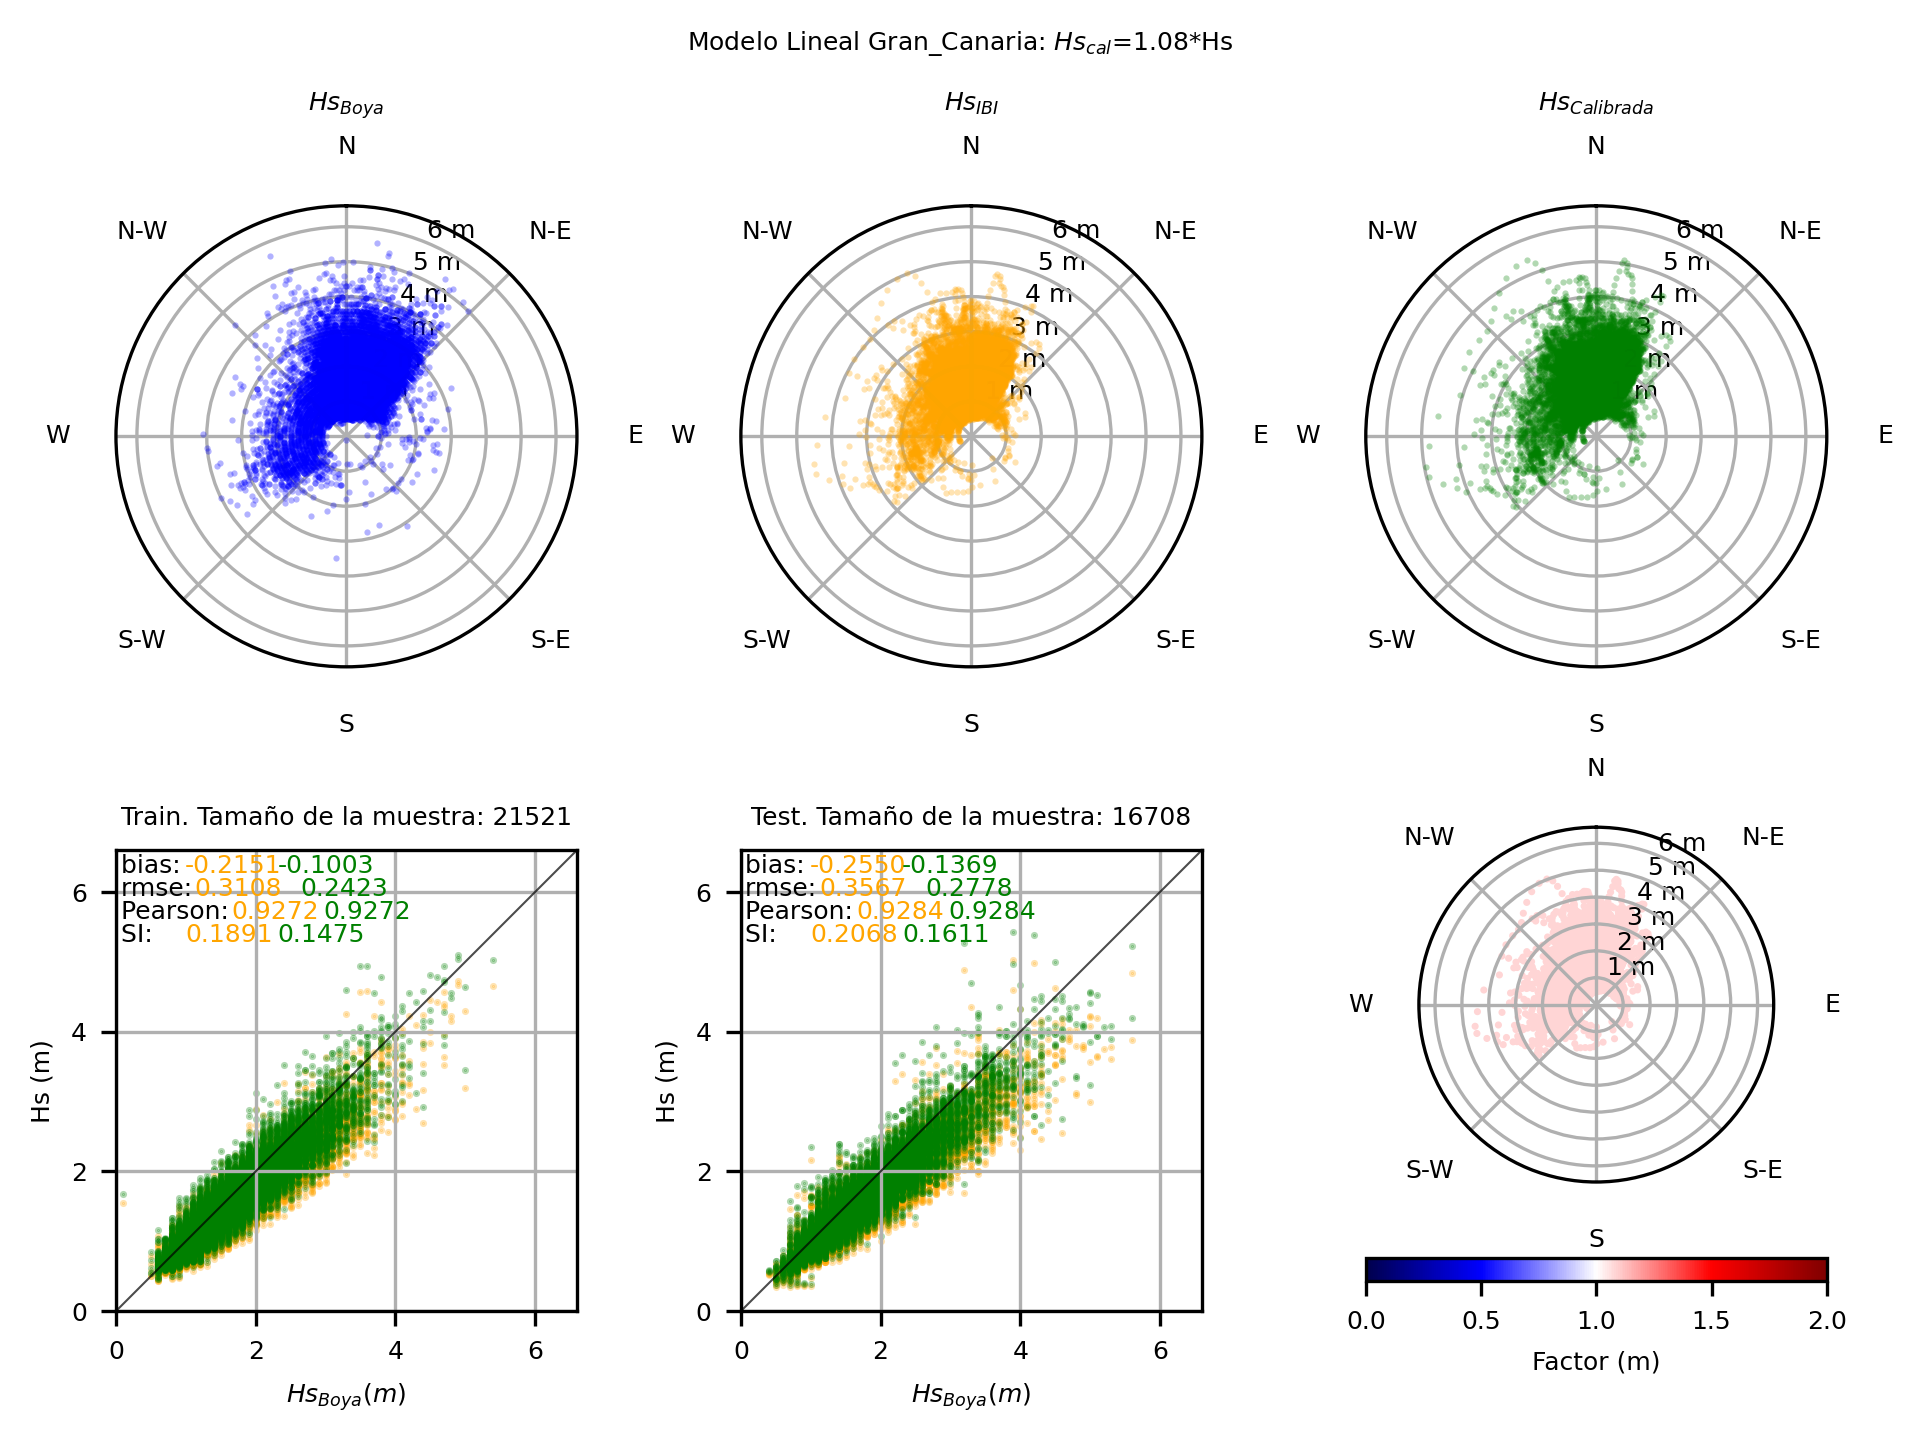 Modelo Lineal Gran_Canaria: Hs_cal=1.08*Hs
Hs_Boya
N
N-W
N-E
6 m
5 m
4 m
m
W
E
S-W
S-E
S
Hs_IBI
N
N-W
N-E
6 m
5 m
4 m
3 m
m
m
W
E
S-W
S-E
S
Hs_Calibrada
N
N-W
N-E
6 m
5 m
4 m
3 m
m
m
W
E
S-W
S-E
S
Train. Tamaño de la muestra: 21521
bias: -0.2151 -0.1003
rmse: 0.3108 0.2423
Pearson: 0.9272 0.9272
SI: 0.1891 0.1475
6
4
2
0
Hs (m)
0 2 4 6
Hs_Boya(m)
Test. Tamaño de la muestra: 16708
bias: -0.2550 -0.1369
rmse: 0.3567 0.2778
Pearson: 0.9284 0.9284
SI: 0.2068 0.1611
6
4
2
0
Hs (m)
0 2 4 6
Hs_Boya(m)
N
N-W
N-E
6 m
5 m
4 m
3 m
2 m
1 m
W
E
S-W
S-E
S
0.0 0.5 1.0 1.5 2.0
Factor (m)